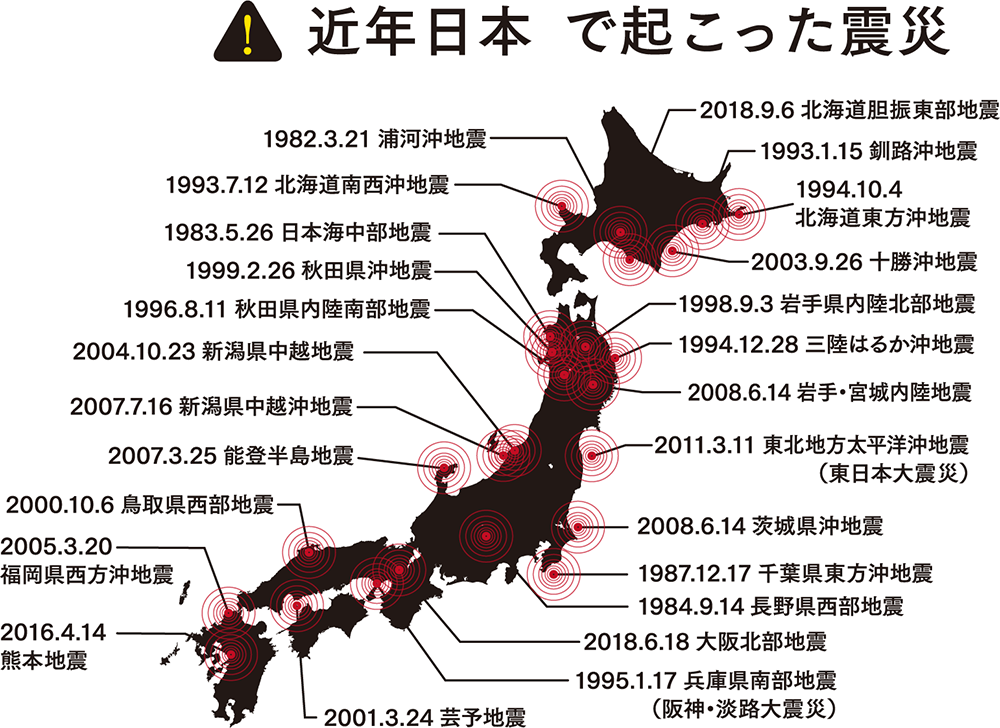 近年日本 で起こった震災
2018.9.6 北海道胆振東部地震
1982.3.21 浦河沖地震
1993.1.15 釧路沖地震
1993.7.12 北海道南西沖地震
1994.10.4
北海道東方沖地震
1983.5.26 日本海中部地震
2003.9.26 十勝沖地震
1999.2.26 秋田県沖地震
1996.8.11 秋田県内陸南部地震
1998.9.3 岩手県内陸北部地震
1994.12.28 三陸はるか沖地震
2004.10.23 新潟県中越地震
2008.6.14 岩手・宮城内陸地震
2007.7.16 新潟県中越沖地震
2011.3.11 東北地方太平洋沖地震
(東日本大震災)
2007.3.25 能登半島地震
2000.10.6 鳥取県西部地震
2008.6.14 茨城県沖地震
2005.3.20
福岡県西方沖地震
1987.12.17 千葉県東方沖地震
1984.9.14 長野県西部地震
2016.4.14
熊本地震
2018.6.18 大阪北部地震
1995.1.17 兵庫県南部地震
(阪神・淡路大震災)
2001.3.24 芸予地震